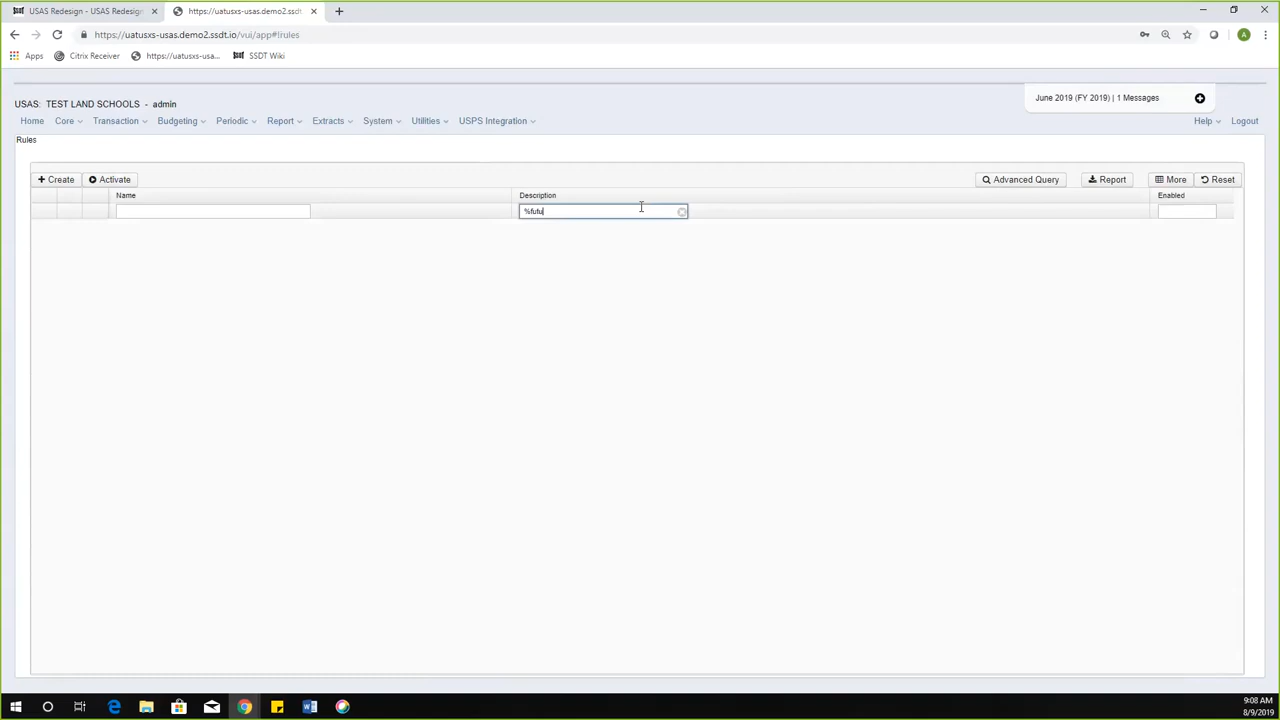 USAS Redesign - USAS Redesign
https://uatusxs-usas.demo2.ssdt
https://uatusxs-usas.demo2.ssdt.io/vui/app#!rules
A
Apps Citrix Receiver https://uatusxs-usa... SSDT Wiki
June 2019 (FY 2019) | 1 Messages
USAS: TEST LAND SCHOOLS - admin
Home Core Transaction Budgeting Periodic Report Extracts System Utilities USPS Integration Help Logout
Rules
Create Activate Advanced Query Report More Reset
Name Description Enabled
%futu
9:08 AM
8/9/2019